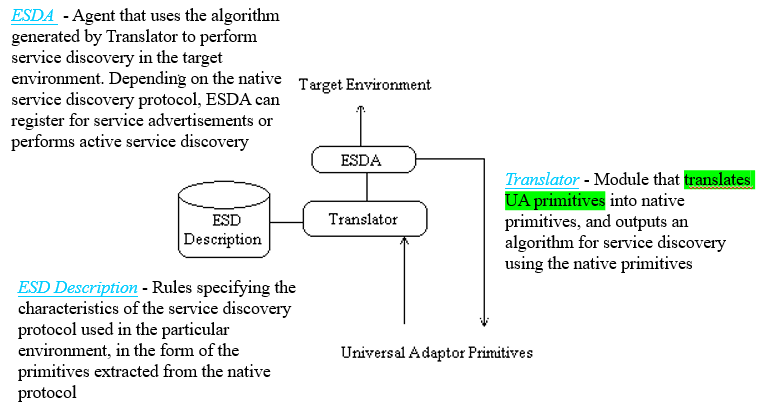 ESDA - Agent that uses the algorithm
generated by Translator to perform
service discovery in the target
environment. Depending on the native
service discovery protocol, ESDA can
register for service advertisements or
performs active service discovery
Target Environment
ESDA
Translator
ESD
Description
Universal Adaptor Primitives
Translator - Module that translates
UA primitives into native
primitives, and outputs an
algorithm for service discovery
using the native primitives
ESD Description - Rules specifying the
characteristics of the service discovery
protocol used in the particular
environment, in the form of the
primitives extracted from the native
protocol